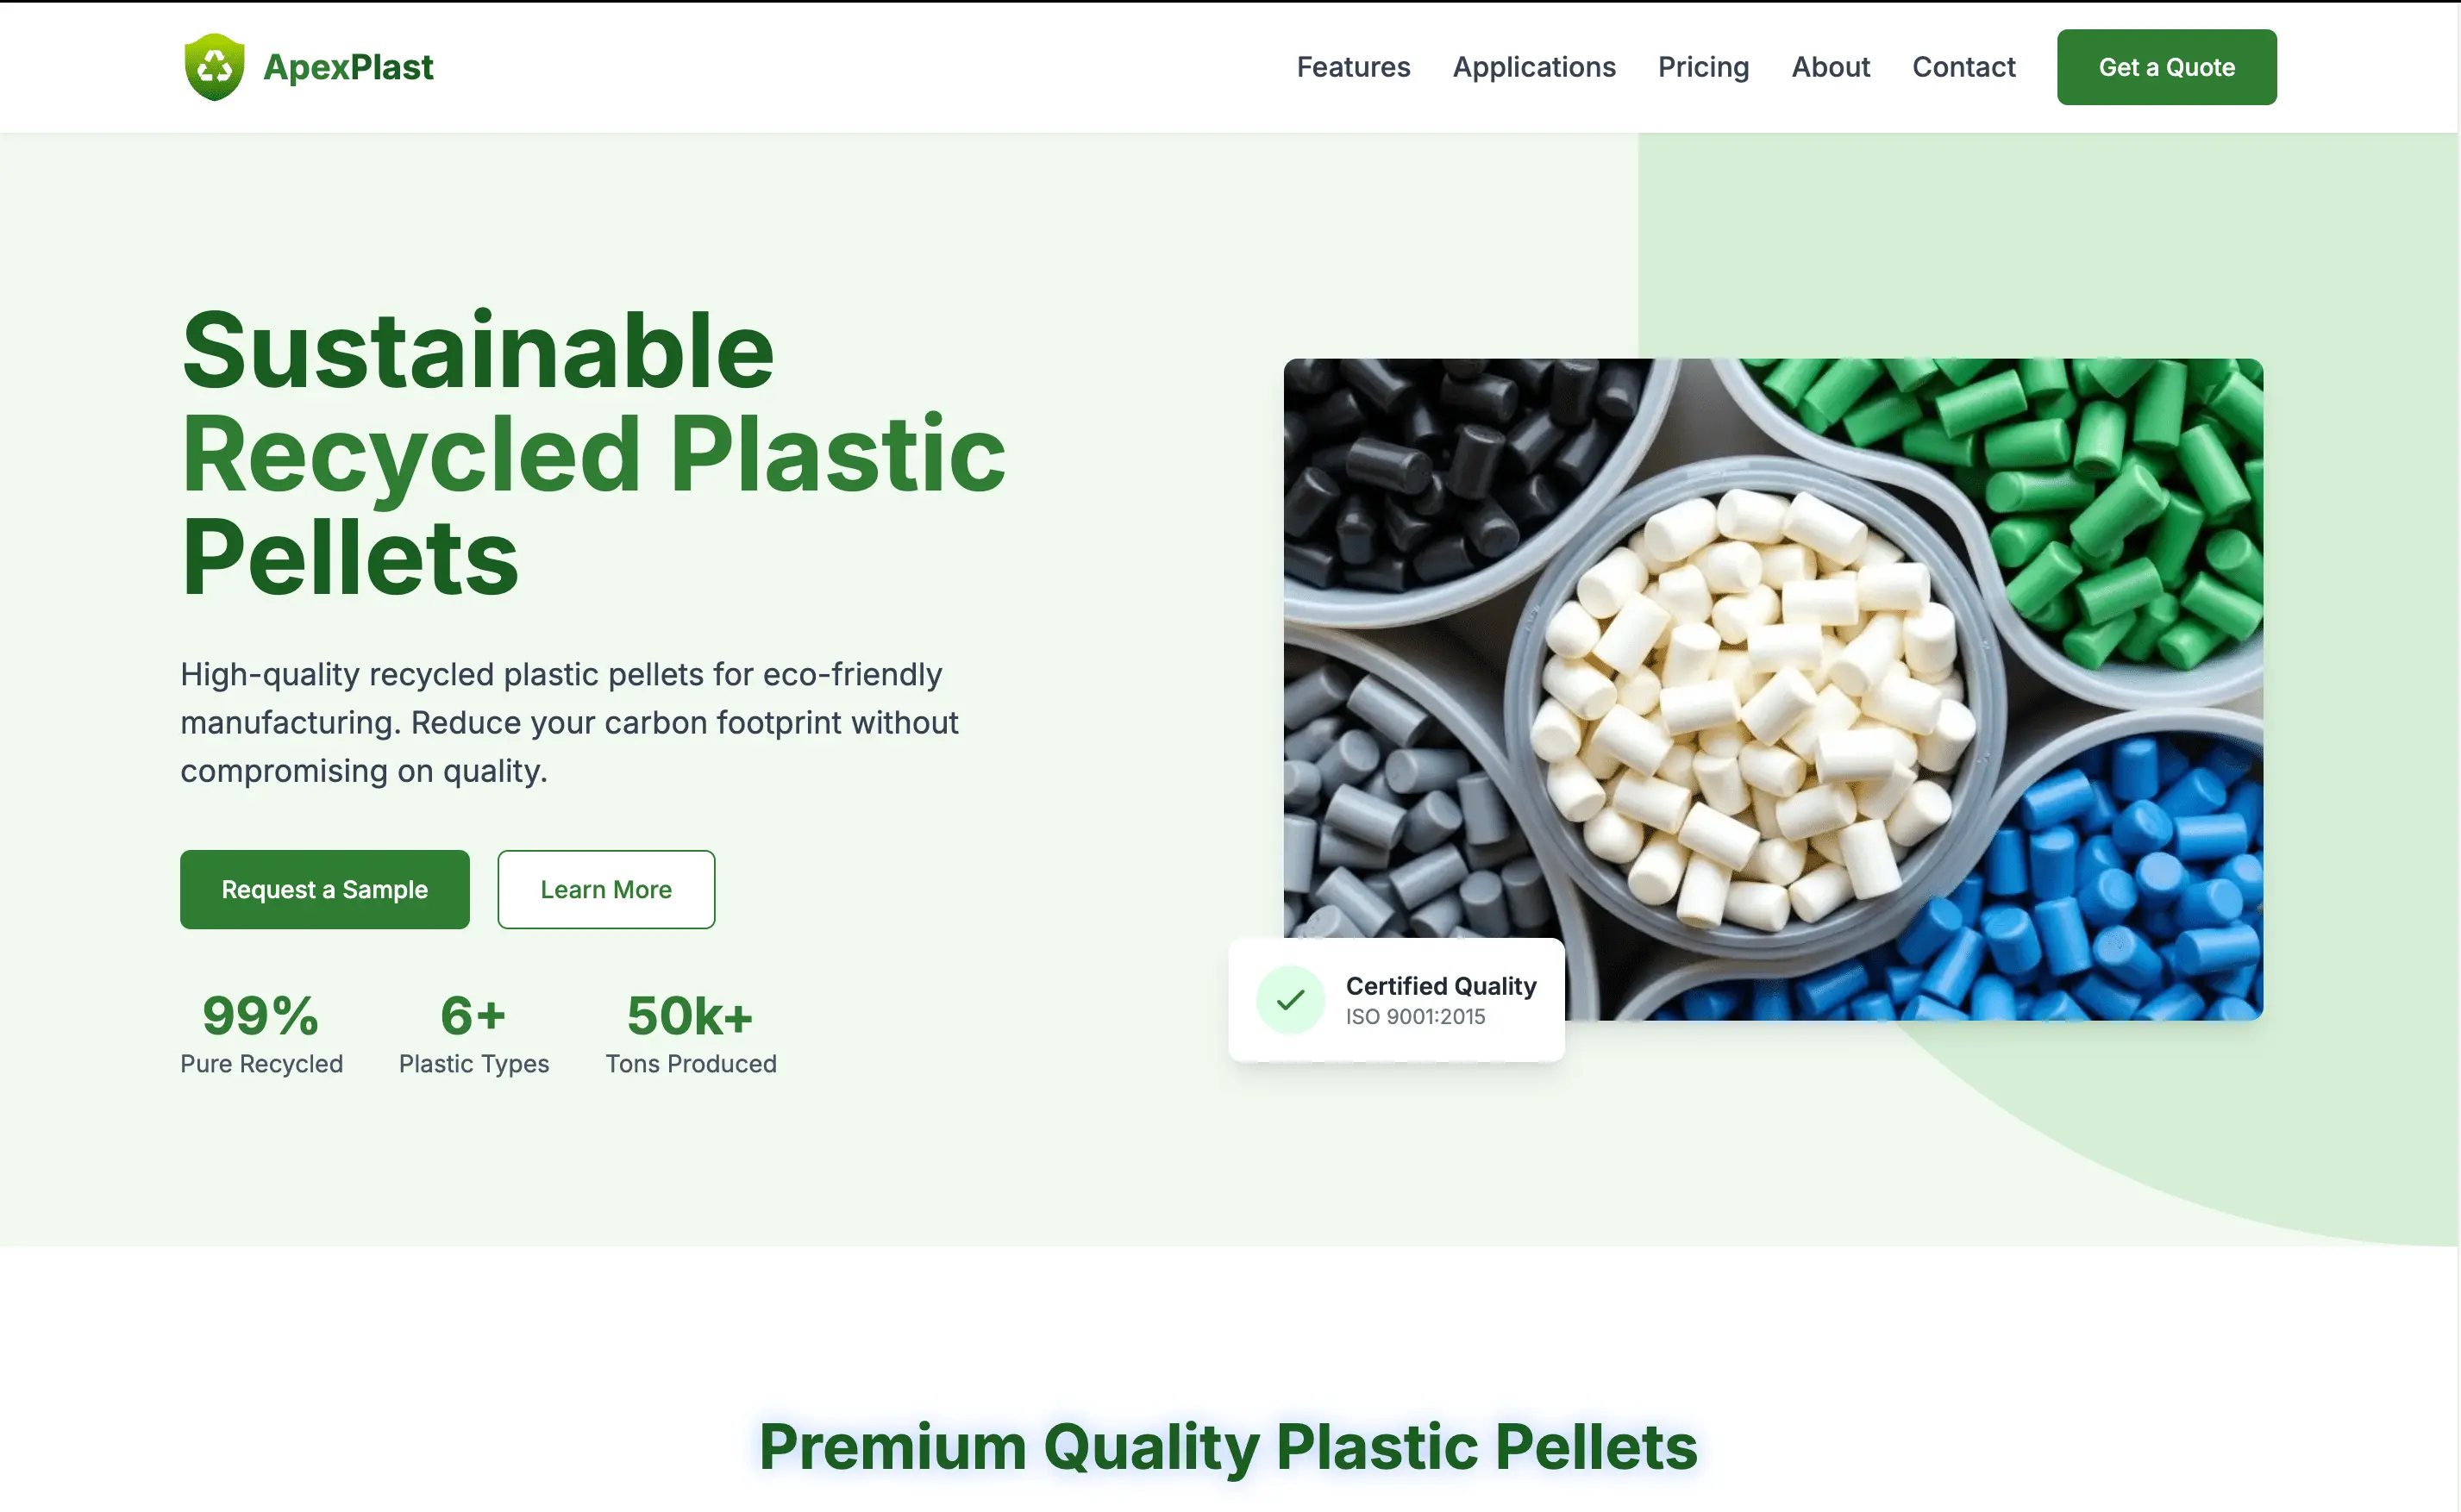 ApexPlast
Features
Applications
Pricing
About
Contact
Get a Quote
Sustainable
Recycled Plastic
Pellets
High-quality recycled plastic pellets for eco-friendly
manufacturing. Reduce your carbon footprint without
compromising on quality.
Request a Sample
Learn More
99%
Pure Recycled
6+
Plastic Types
50k+
Tons Produced
Certified Quality
ISO 9001:2015
Premium Quality Plastic Pellets